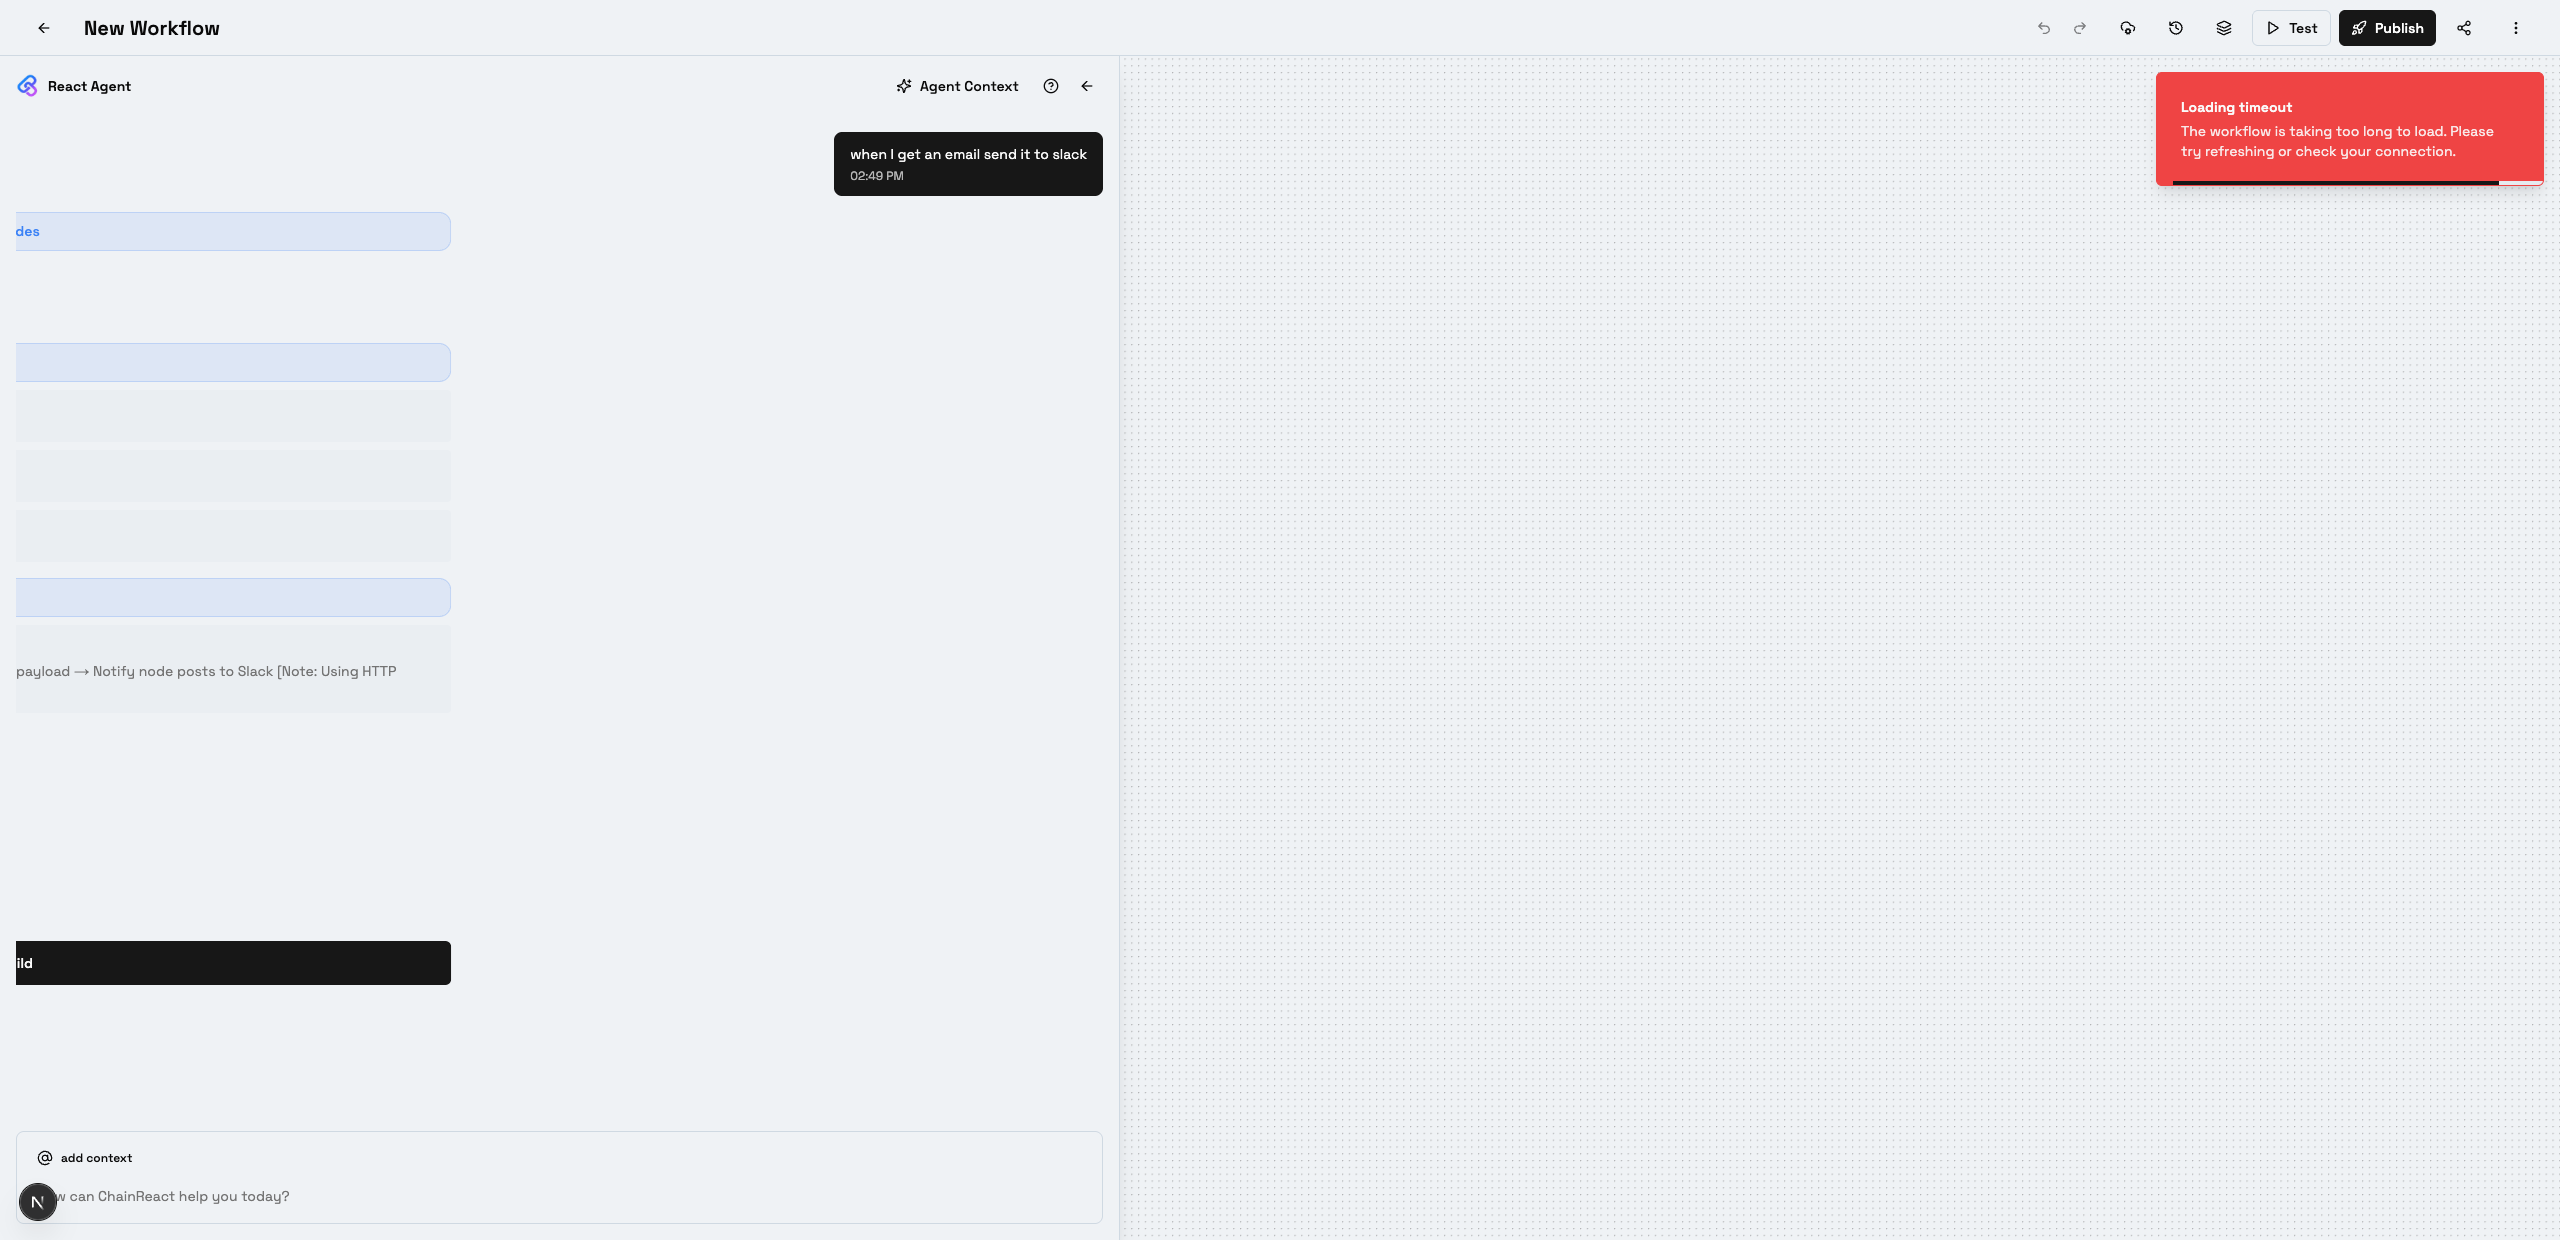 New Workflow
Test
Publish
React Agent
Agent Context
Loading timeout
The workflow is taking too long to load. Please
try refreshing or check your connection.
when I get an email send it to slack
02:49 PM
des
payload → Notify node posts to Slack [Note: Using HTTP
ild
add context
w can ChainReact help you today?
N